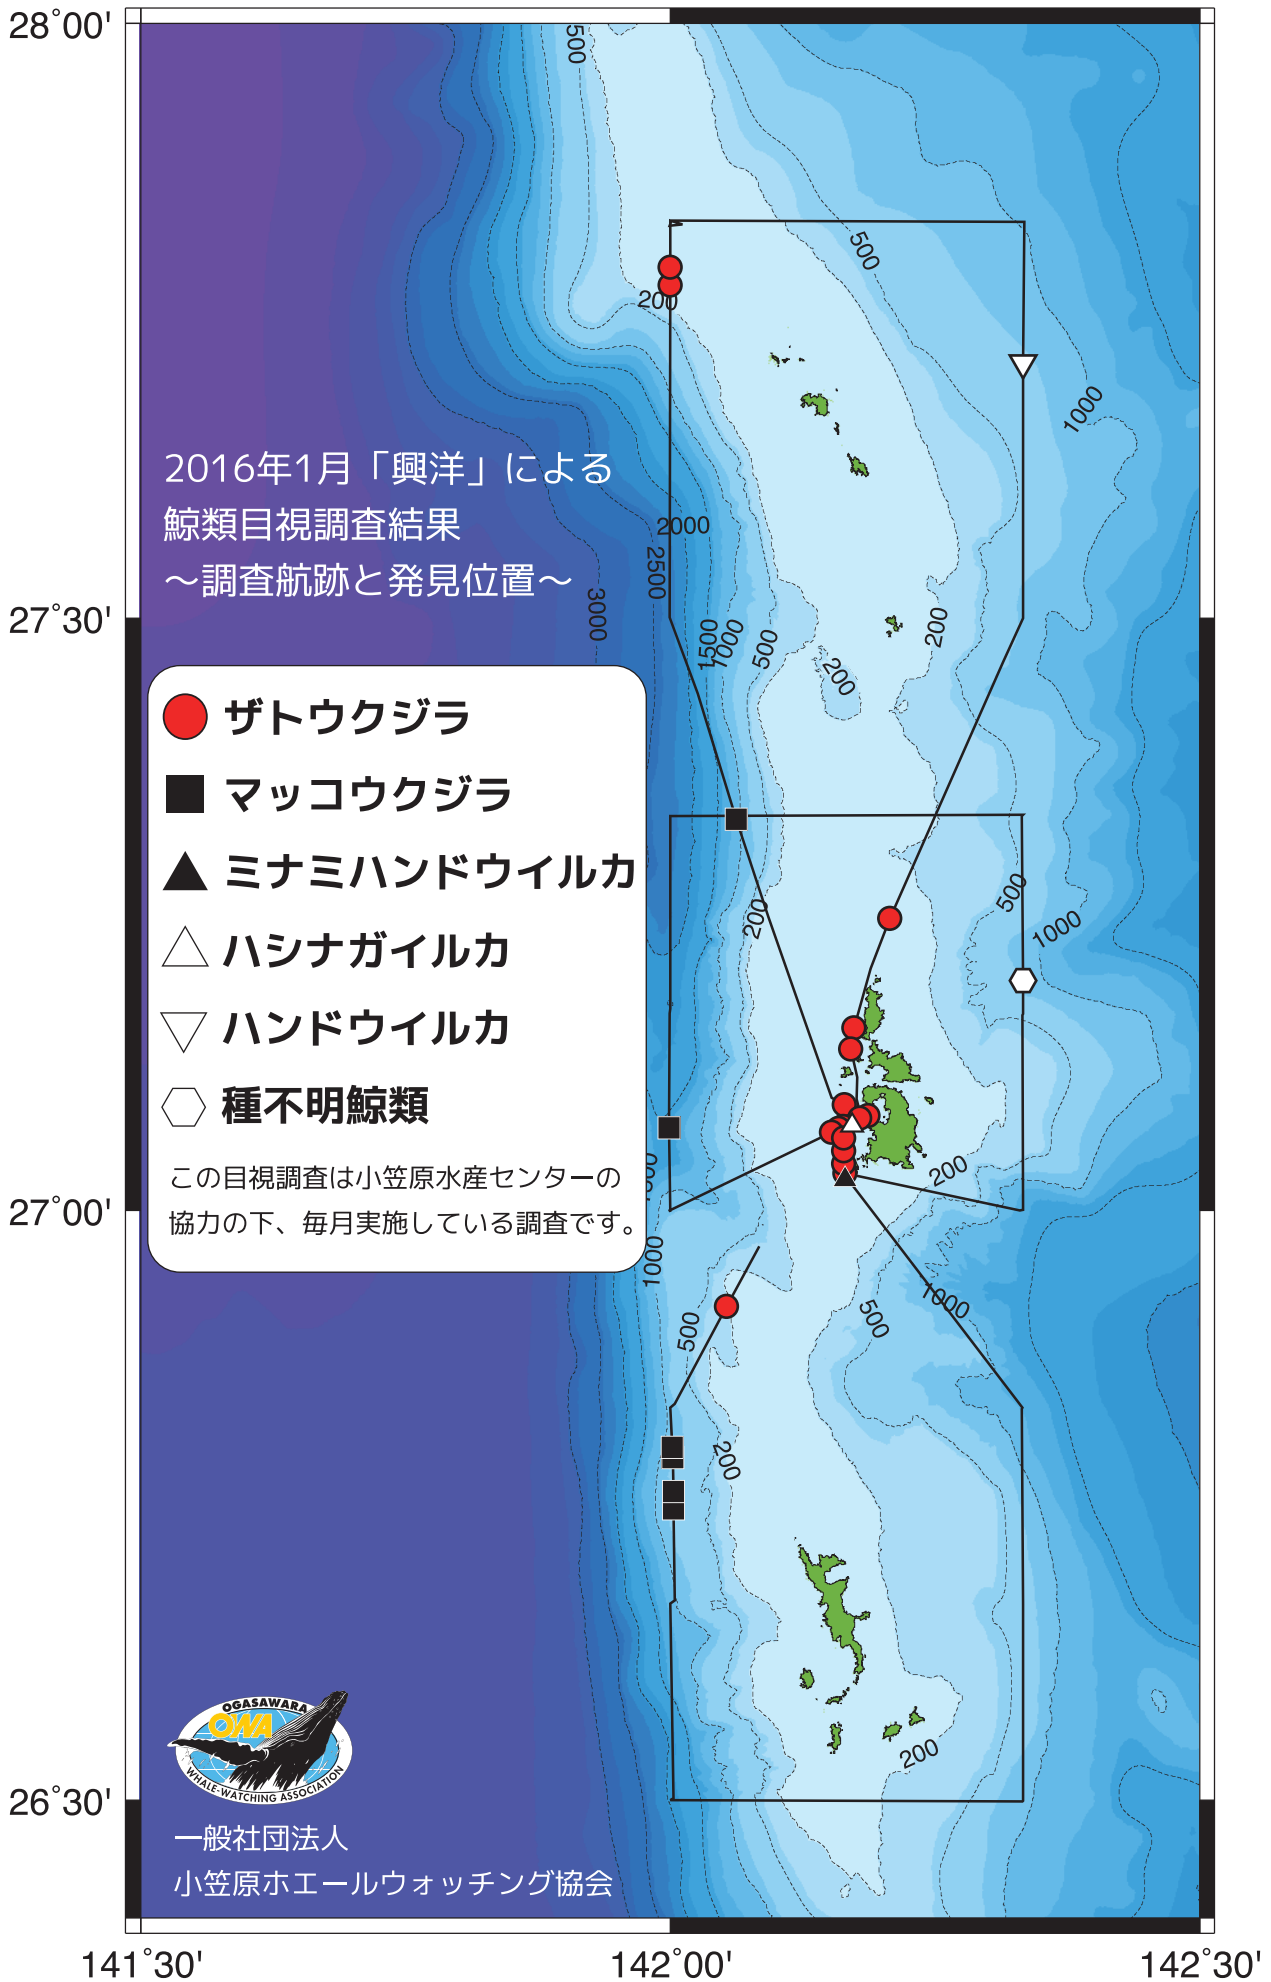 28°00'
500
500
200
1000
2016年1月「興洋」による
鯨類目視調査結果
～調査航跡と発見位置～
2000
2500
3000
27°30'
1500
1000
500
200
200
ザトウクジラ
マッコウクジラ
ミナミハンドウイルカ
ハシナガイルカ
ハンドウイルカ
種不明鯨類
この目視調査は小笠原水産センターの
協力の下、毎月実施している調査です。
200
500
1000
200
27°00'
1000
500
500
1000
200
OGASAWARA
OWA
WHALE-WATCHING ASSOCIATION
200
26°30'
一般社団法人
小笠原ホエールウォッチング協会
141°30'
142°00'
142°30'